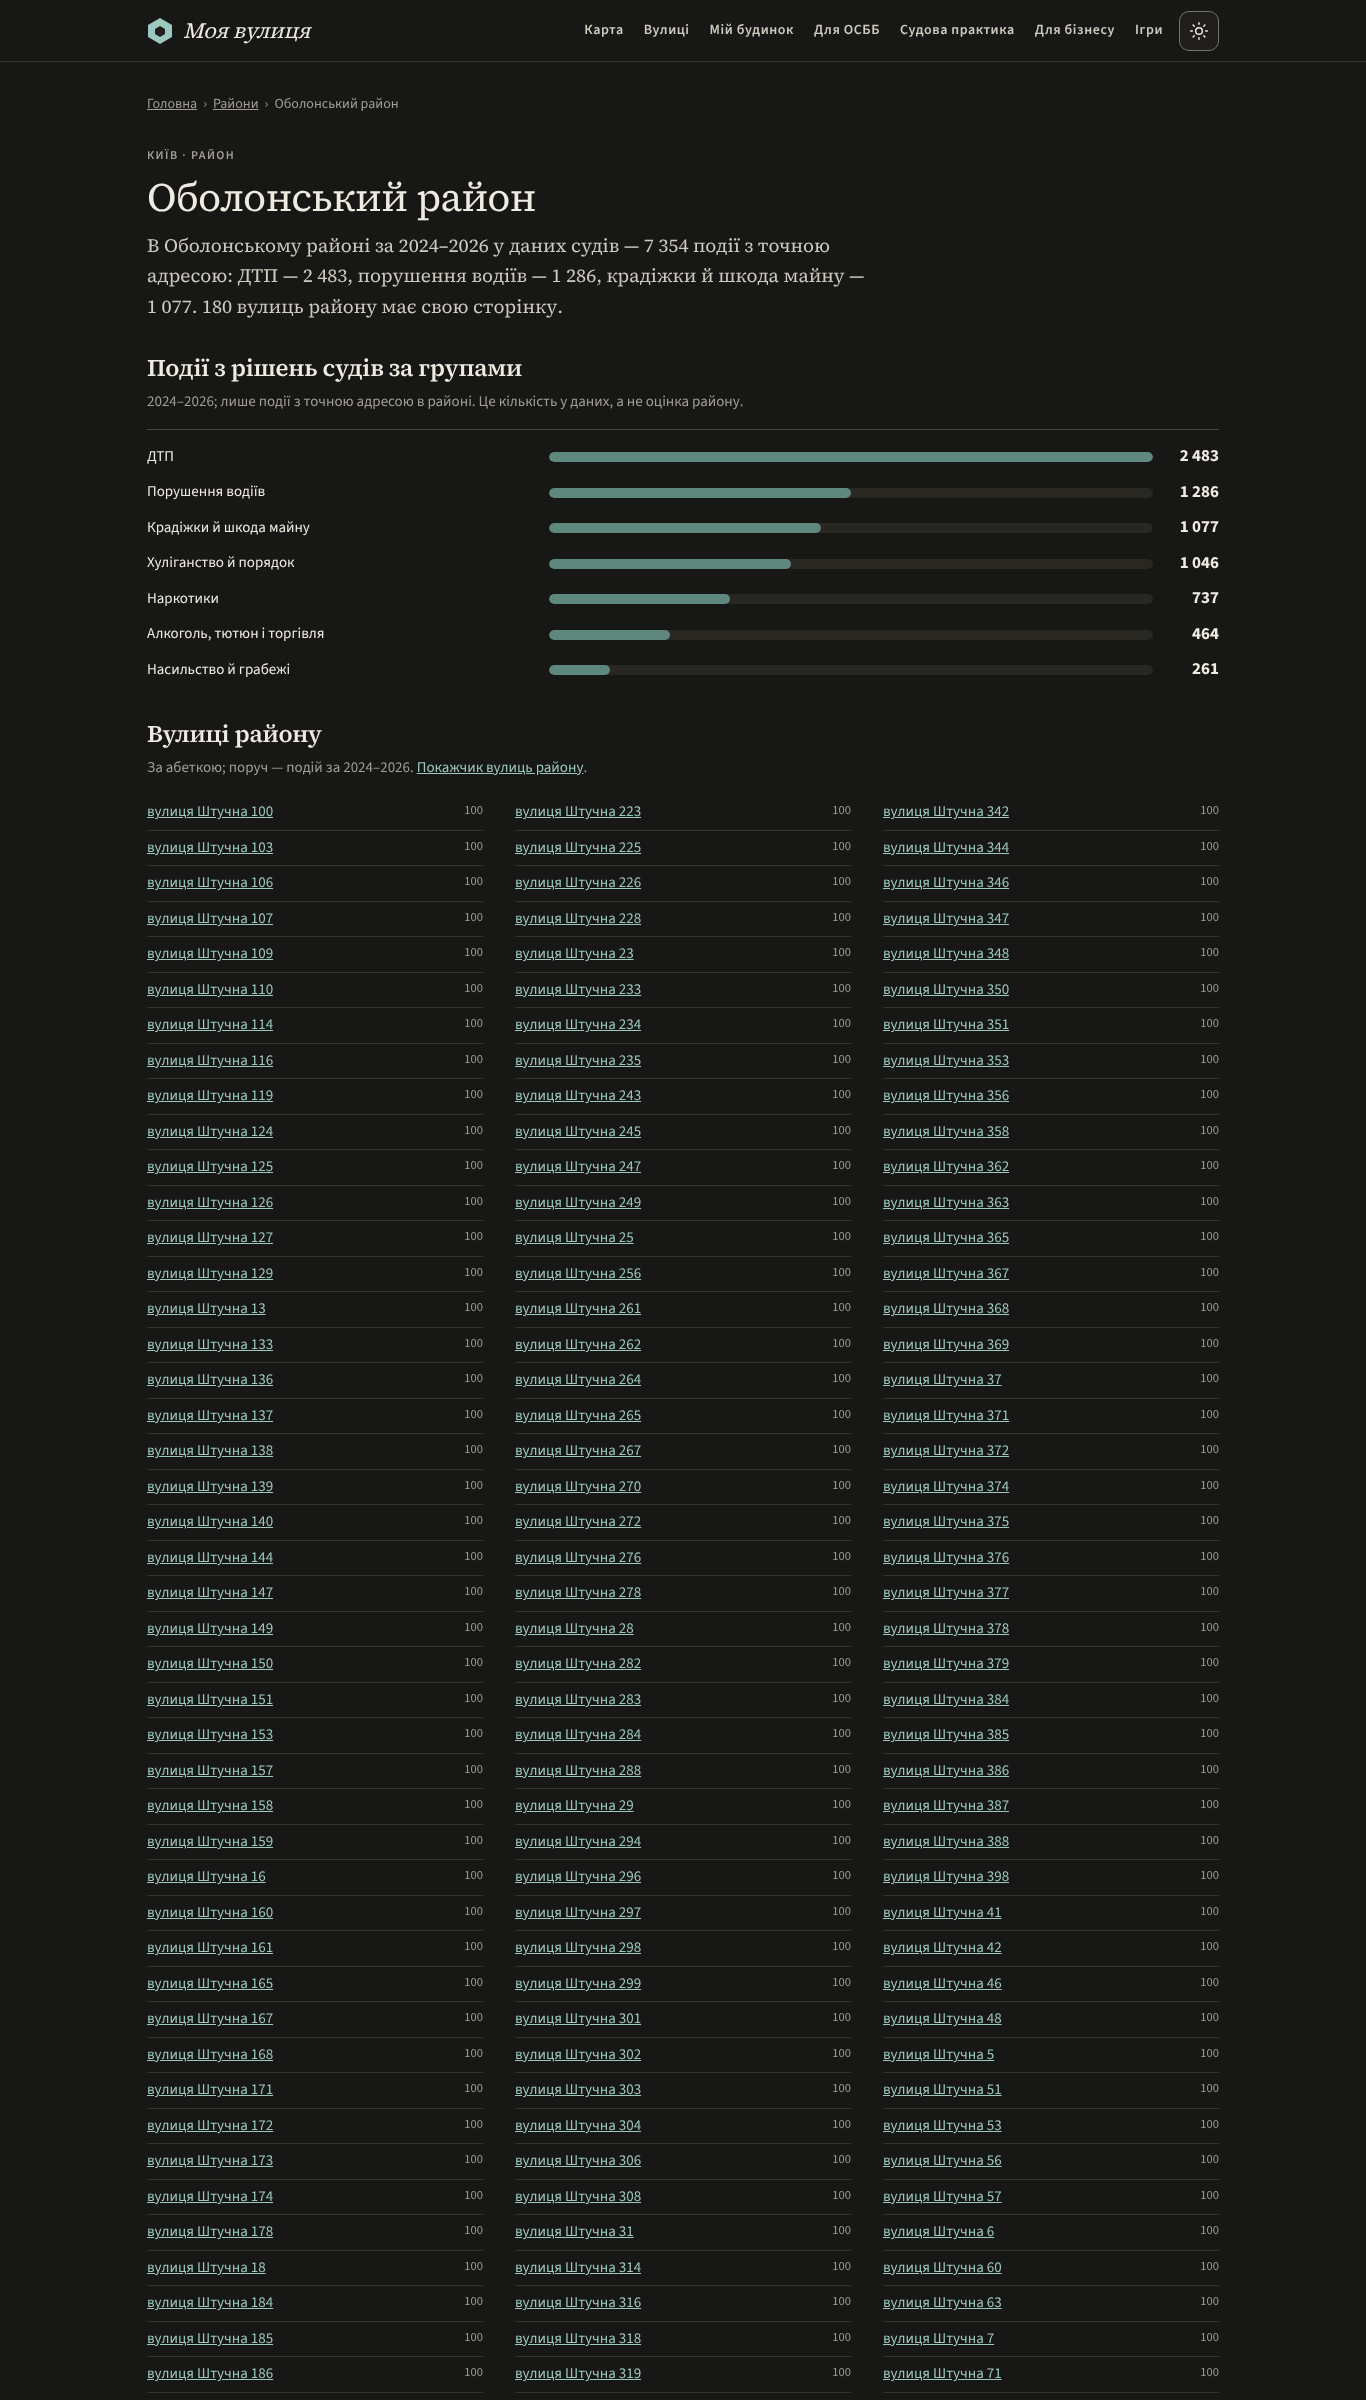 Моя вулиця
Карта Вулиці Мій будинок Для ОСББ Судова практика Для бізнесу Ігри
Головна › Райони › Оболонський район
КИЇВ · РАЙОН
Оболонський район
В Оболонському районі за 2024–2026 у даних судів — 7 354 події з точною
адресою: ДТП — 2 483, порушення водіїв — 1 286, крадіжки й шкода майну —
1 077. 180 вулиць району має свою сторінку.
Події з рішень судів за групами
2024–2026; лише події з точною адресою в районі. Це кількість у даних, а не оцінка району.
ДТП 2 483
Порушення водіїв 1 286
Крадіжки й шкода майну 1 077
Хуліганство й порядок 1 046
Наркотики 737
Алкоголь, тютюн і торгівля 464
Насильство й грабежі 261
Вулиці району
За абеткою; поруч — подій за 2024–2026. Покажчик вулиць району.
вулиця Штучна 100 100 вулиця Штучна 223 100 вулиця Штучна 342 100
вулиця Штучна 103 100 вулиця Штучна 225 100 вулиця Штучна 344 100
вулиця Штучна 106 100 вулиця Штучна 226 100 вулиця Штучна 346 100
вулиця Штучна 107 100 вулиця Штучна 228 100 вулиця Штучна 347 100
вулиця Штучна 109 100 вулиця Штучна 23 100 вулиця Штучна 348 100
вулиця Штучна 110 100 вулиця Штучна 233 100 вулиця Штучна 350 100
вулиця Штучна 114 100 вулиця Штучна 234 100 вулиця Штучна 351 100
вулиця Штучна 116 100 вулиця Штучна 235 100 вулиця Штучна 353 100
вулиця Штучна 119 100 вулиця Штучна 243 100 вулиця Штучна 356 100
вулиця Штучна 124 100 вулиця Штучна 245 100 вулиця Штучна 358 100
вулиця Штучна 125 100 вулиця Штучна 247 100 вулиця Штучна 362 100
вулиця Штучна 126 100 вулиця Штучна 249 100 вулиця Штучна 363 100
вулиця Штучна 127 100 вулиця Штучна 25 100 вулиця Штучна 365 100
вулиця Штучна 129 100 вулиця Штучна 256 100 вулиця Штучна 367 100
вулиця Штучна 13 100 вулиця Штучна 261 100 вулиця Штучна 368 100
вулиця Штучна 133 100 вулиця Штучна 262 100 вулиця Штучна 369 100
вулиця Штучна 136 100 вулиця Штучна 264 100 вулиця Штучна 37 100
вулиця Штучна 137 100 вулиця Штучна 265 100 вулиця Штучна 371 100
вулиця Штучна 138 100 вулиця Штучна 267 100 вулиця Штучна 372 100
вулиця Штучна 139 100 вулиця Штучна 270 100 вулиця Штучна 374 100
вулиця Штучна 140 100 вулиця Штучна 272 100 вулиця Штучна 375 100
вулиця Штучна 144 100 вулиця Штучна 276 100 вулиця Штучна 376 100
вулиця Штучна 147 100 вулиця Штучна 278 100 вулиця Штучна 377 100
вулиця Штучна 149 100 вулиця Штучна 28 100 вулиця Штучна 378 100
вулиця Штучна 150 100 вулиця Штучна 282 100 вулиця Штучна 379 100
вулиця Штучна 151 100 вулиця Штучна 283 100 вулиця Штучна 384 100
вулиця Штучна 153 100 вулиця Штучна 284 100 вулиця Штучна 385 100
вулиця Штучна 157 100 вулиця Штучна 288 100 вулиця Штучна 386 100
вулиця Штучна 158 100 вулиця Штучна 29 100 вулиця Штучна 387 100
вулиця Штучна 159 100 вулиця Штучна 294 100 вулиця Штучна 388 100
вулиця Штучна 16 100 вулиця Штучна 296 100 вулиця Штучна 398 100
вулиця Штучна 160 100 вулиця Штучна 297 100 вулиця Штучна 41 100
вулиця Штучна 161 100 вулиця Штучна 298 100 вулиця Штучна 42 100
вулиця Штучна 165 100 вулиця Штучна 299 100 вулиця Штучна 46 100
вулиця Штучна 167 100 вулиця Штучна 301 100 вулиця Штучна 48 100
вулиця Штучна 168 100 вулиця Штучна 302 100 вулиця Штучна 5 100
вулиця Штучна 171 100 вулиця Штучна 303 100 вулиця Штучна 51 100
вулиця Штучна 172 100 вулиця Штучна 304 100 вулиця Штучна 53 100
вулиця Штучна 173 100 вулиця Штучна 306 100 вулиця Штучна 56 100
вулиця Штучна 174 100 вулиця Штучна 308 100 вулиця Штучна 57 100
вулиця Штучна 178 100 вулиця Штучна 31 100 вулиця Штучна 6 100
вулиця Штучна 18 100 вулиця Штучна 314 100 вулиця Штучна 60 100
вулиця Штучна 184 100 вулиця Штучна 316 100 вулиця Штучна 63 100
вулиця Штучна 185 100 вулиця Штучна 318 100 вулиця Штучна 7 100
вулиця Штучна 186 100 вулиця Штучна 319 100 вулиця Штучна 71 100